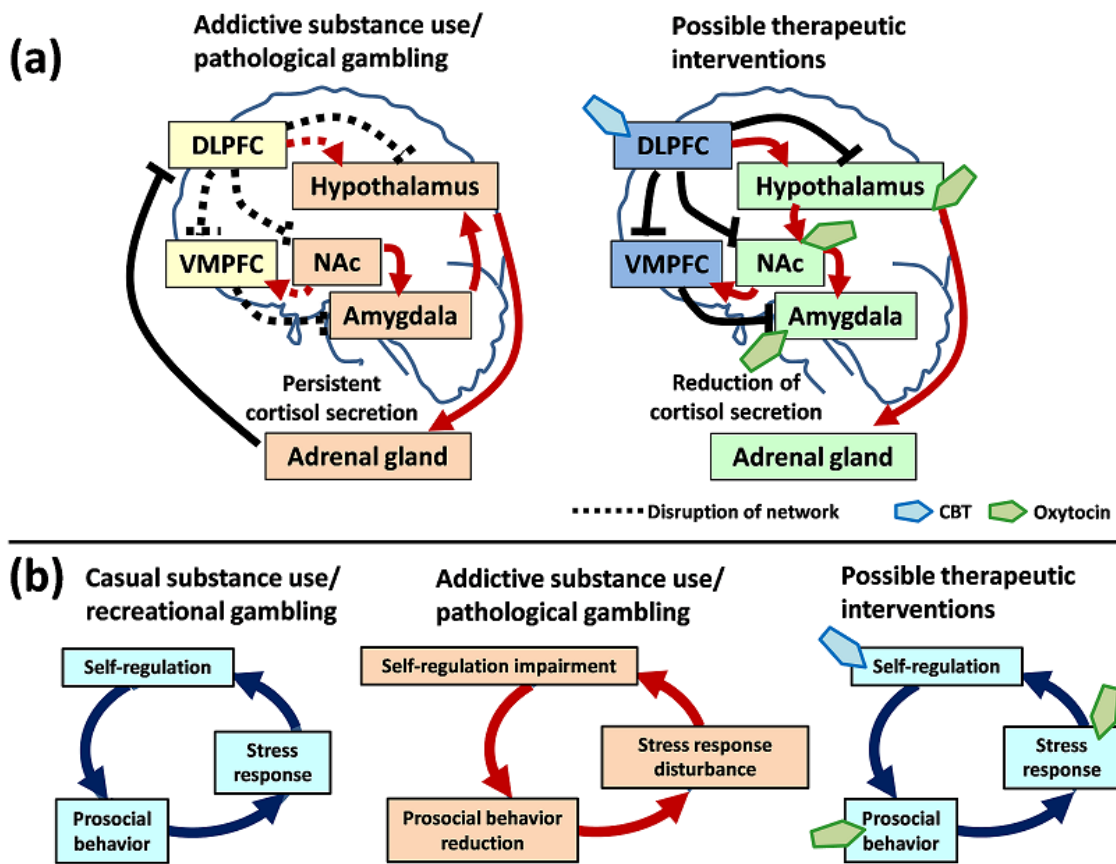 (a)
Addictive substance use/
pathological gambling
DLPFC
Hypothalamus
VMPFC
NAc
Amygdala
Persistent
cortisol secretion
Adrenal gland
Possible therapeutic
interventions
DLPFC
Hypothalamus
VMPFC
NAc
Amygdala
Reduction of
cortisol secretion
Adrenal gland
Disruption of network
CBT
Oxytocin
(b)
Casual substance use/
recreational gambling
Self-regulation
Stress
response
Prosocial
behavior
Addictive substance use/
pathological gambling
Self-regulation impairment
Stress response
disturbance
Prosocial behavior
reduction
Possible therapeutic
interventions
Self-regulation
Stress
response
Prosocial
behavior